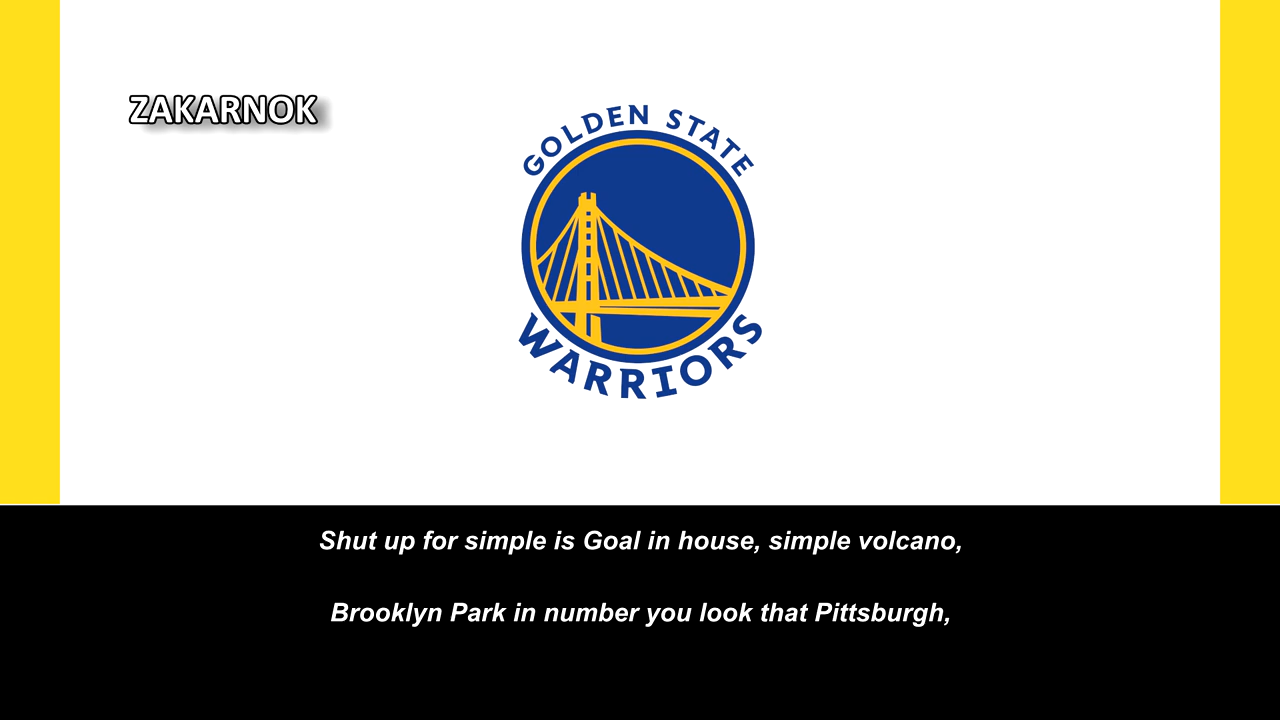 ZAKARNOK
GOLDEN STATE
WARRIORS
Shut up for simple is Goal in house, simple volcano,
Brooklyn Park in number you look that Pittsburgh,